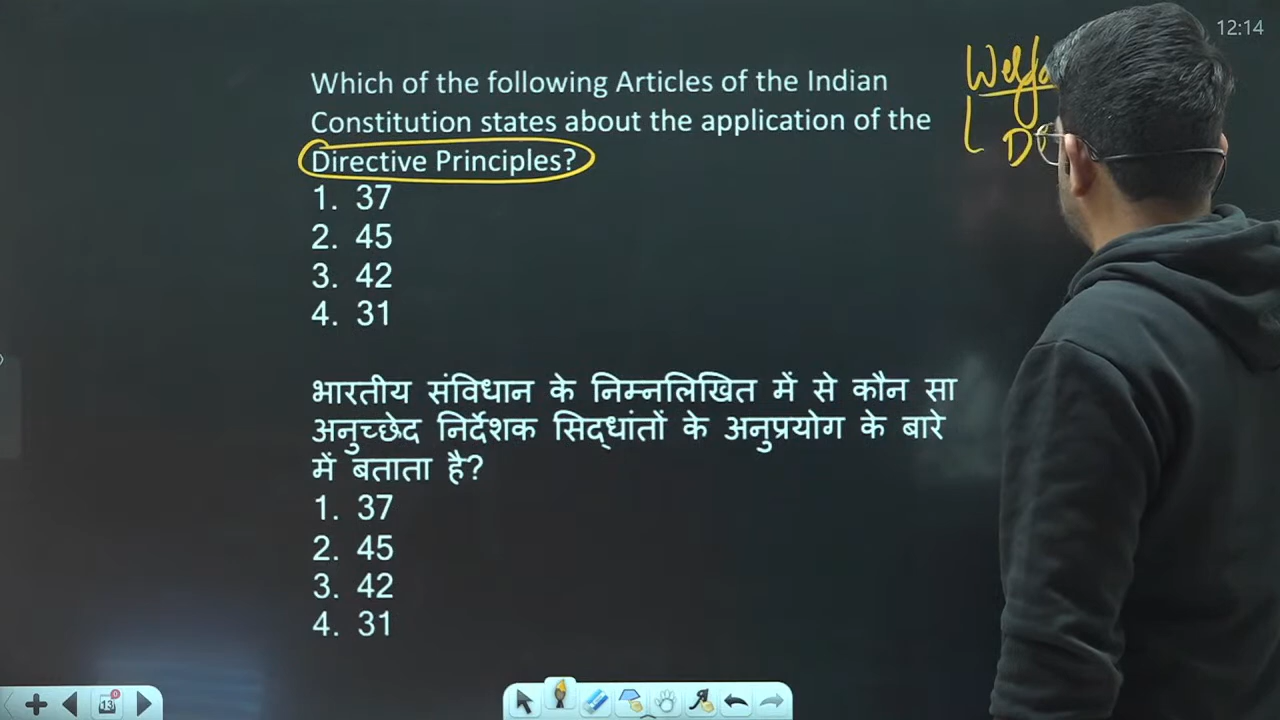 12:14
Which of the following Articles of the Indian
Constitution states about the application of the
Directive Principles?
1. 37
2. 45
3. 42
4. 31
भारतीय संविधान के निम्नलिखित में से कौन सा
अनुच्छेद निर्देशक सिद्धांतों के अनुप्रयोग के बारे
में बताता है?
1. 37
2. 45
3. 42
4. 31
13